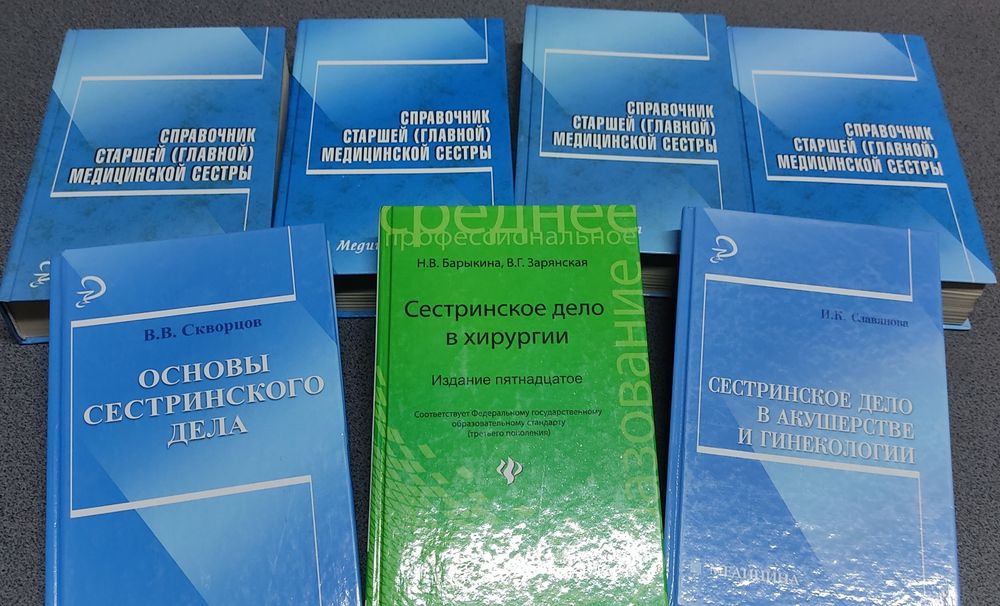 СПРАВОЧНИК
СТАРШЕЙ (ГЛАВНОЙ)
МЕДИЦИНСКОЙ СЕСТРЫ
СПРАВОЧНИК
СТАРШЕЙ (ГЛАВНОЙ)
МЕДИЦИНСКОЙ СЕСТРЫ
СПРАВОЧНИК
СТАРШЕЙ (ГЛАВНОЙ)
МЕДИЦИНСКОЙ СЕСТРЫ
СПРАВОЧНИК
СТАРШЕЙ (ГЛАВНОЙ)
МЕДИЦИНСКОЙ СЕСТРЫ
В.В. Скворцов
ОСНОВЫ
СЕСТРИНСКОГО
ДЕЛА
среднее
профессиональное
Н.В. Барыкина, В.Г. Зарянская
Сестринское дело
в хирургии
Издание пятнадцатое
Соответствует Федеральному государственному
образовательному стандарту
(третьего поколения)
И.К. Славянова
СЕСТРИНСКОЕ ДЕЛО
В АКУШЕРСТВЕ
И ГИНЕКОЛОГИИ
МЕДИЦИНА